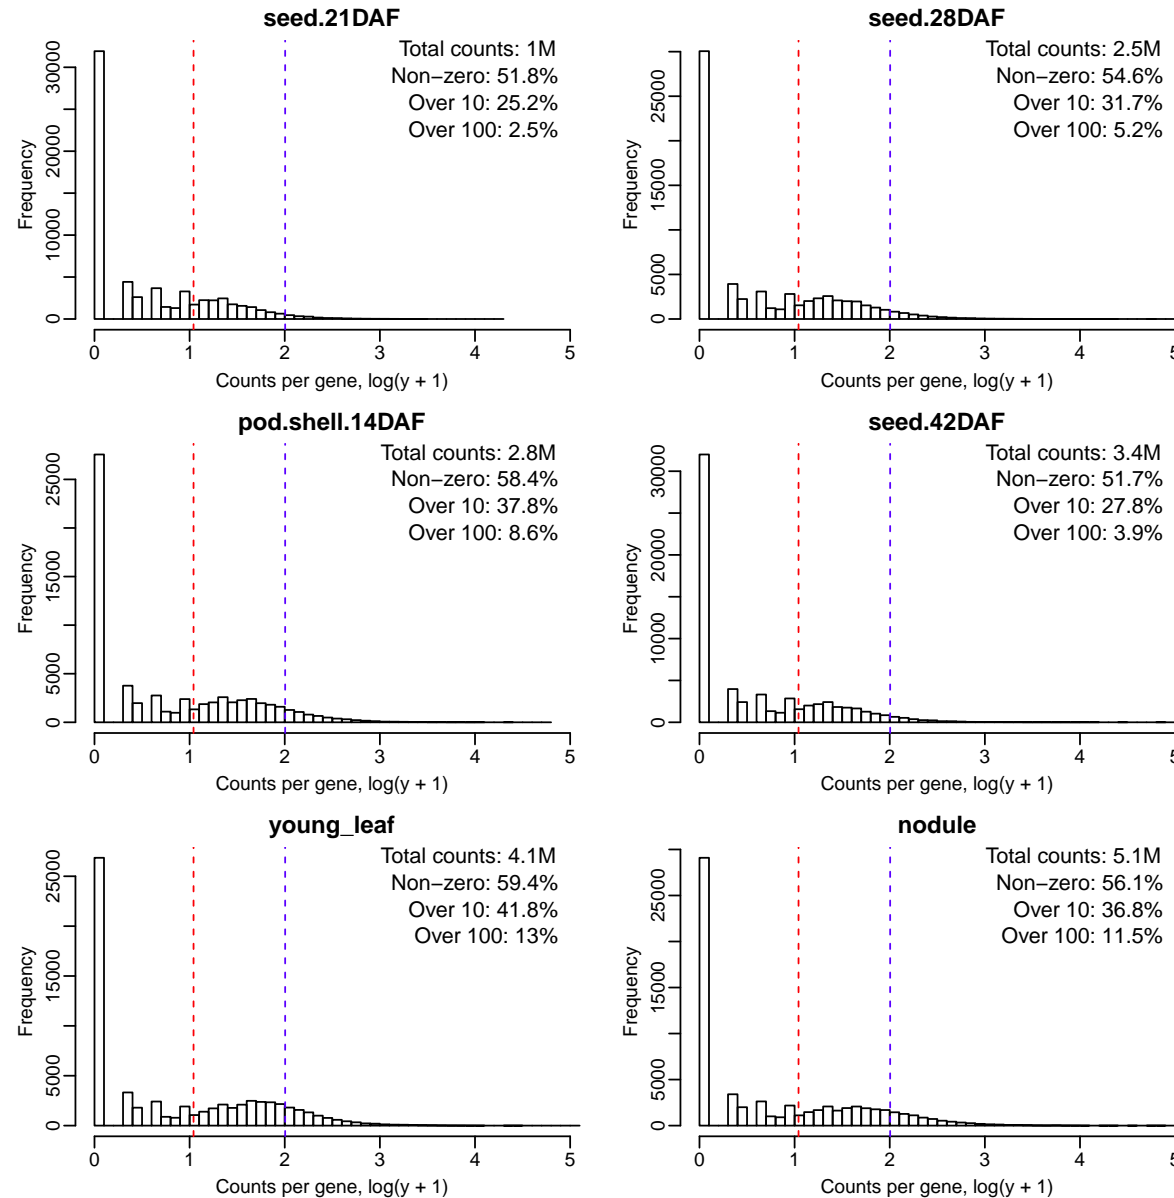 seed.21DAF
Total counts: 1M
Non−zero: 51.8%
Over 10: 25.2%
Over 100: 2.5%
Frequency
0
10000
20000
30000
0 1 2 3 4 5
Counts per gene, log(y + 1)
seed.28DAF
Total counts: 2.5M
Non−zero: 54.6%
Over 10: 31.7%
Over 100: 5.2%
Frequency
0
5000
15000
25000
0 1 2 3 4 5
Counts per gene, log(y + 1)
pod.shell.14DAF
Total counts: 2.8M
Non−zero: 58.4%
Over 10: 37.8%
Over 100: 8.6%
Frequency
0
5000
15000
25000
0 1 2 3 4 5
Counts per gene, log(y + 1)
seed.42DAF
Total counts: 3.4M
Non−zero: 51.7%
Over 10: 27.8%
Over 100: 3.9%
Frequency
0
10000
20000
30000
0 1 2 3 4 5
Counts per gene, log(y + 1)
young_leaf
Total counts: 4.1M
Non−zero: 59.4%
Over 10: 41.8%
Over 100: 13%
Frequency
0
5000
15000
25000
0 1 2 3 4 5
Counts per gene, log(y + 1)
nodule
Total counts: 5.1M
Non−zero: 56.1%
Over 10: 36.8%
Over 100: 11.5%
Frequency
0
5000
15000
25000
0 1 2 3 4 5
Counts per gene, log(y + 1)